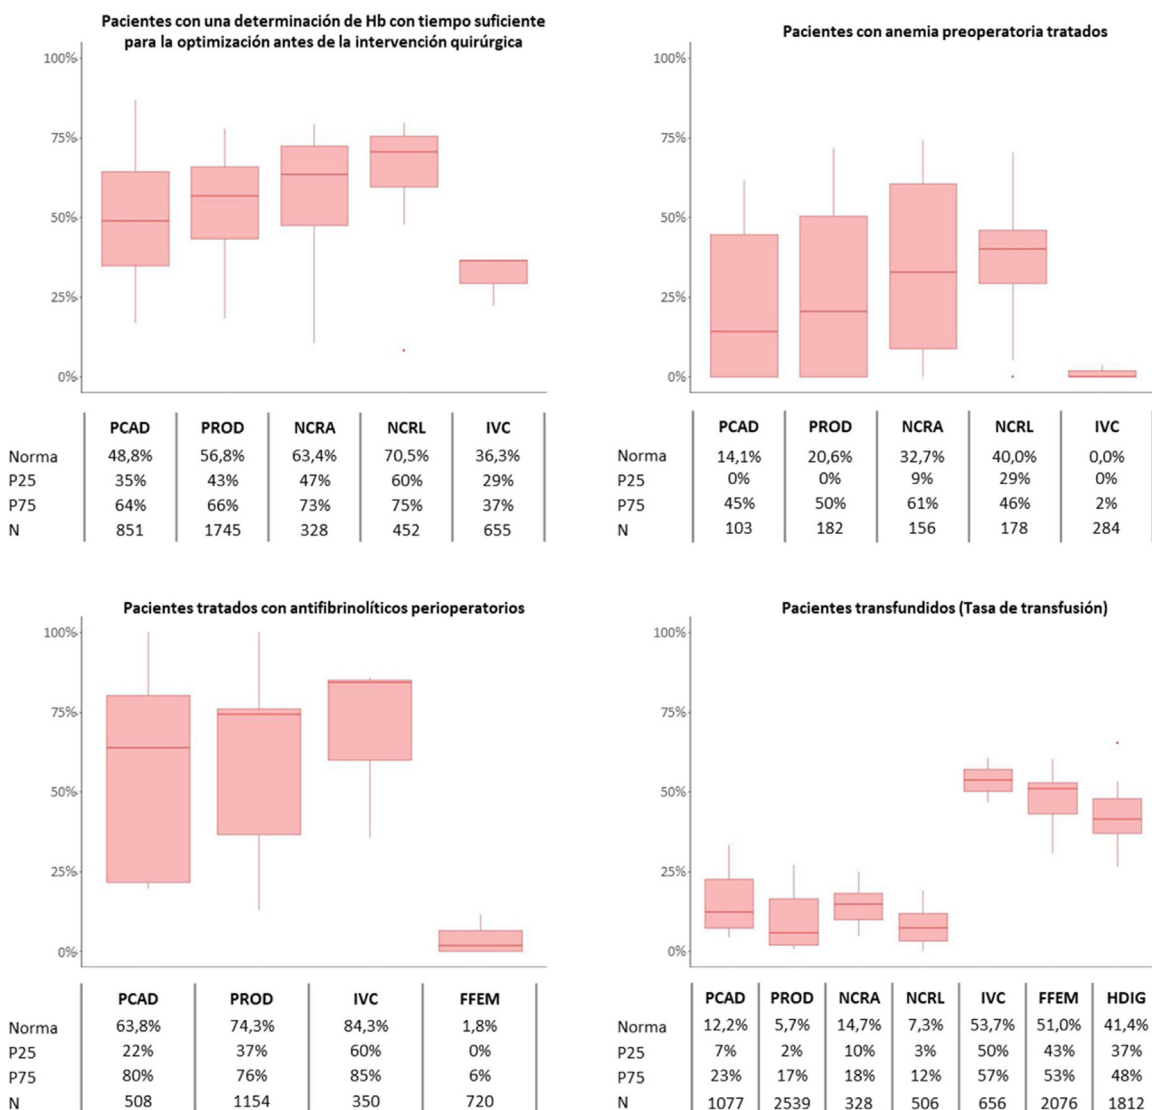 Pacientes con una determinación de Hb con tiempo suficiente
para la optimización antes de la intervención quirúrgica
100%
75%
50%
25%
0%
PCAD PROD NCRA NCRL IVC
Norma 48,8% 56,8% 63,4% 70,5% 36,3%
P25 35% 43% 47% 60% 29%
P75 64% 66% 73% 75% 37%
N 851 1745 328 452 655
Pacientes con anemia preoperatoria tratados
100%
75%
50%
25%
0%
PCAD PROD NCRA NCRL IVC
Norma 14,1% 20,6% 32,7% 40,0% 0,0%
P25 0% 0% 9% 29% 0%
P75 45% 50% 61% 46% 2%
N 103 182 156 178 284
Pacientes tratados con antifibrinolíticos perioperatorios
100%
75%
50%
25%
0%
PCAD PROD IVC FFEM
Norma 63,8% 74,3% 84,3% 1,8%
P25 22% 37% 60% 0%
P75 80% 76% 85% 6%
N 508 1154 350 720
Pacientes transfundidos (Tasa de transfusión)
100%
75%
50%
25%
0%
PCAD PROD NCRA NCRL IVC FFEM HDIG
Norma 12,2% 5,7% 14,7% 7,3% 53,7% 51,0% 41,4%
P25 7% 2% 10% 3% 50% 43% 37%
P75 23% 17% 18% 12% 57% 53% 48%
N 1077 2539 328 506 656 2076 1812